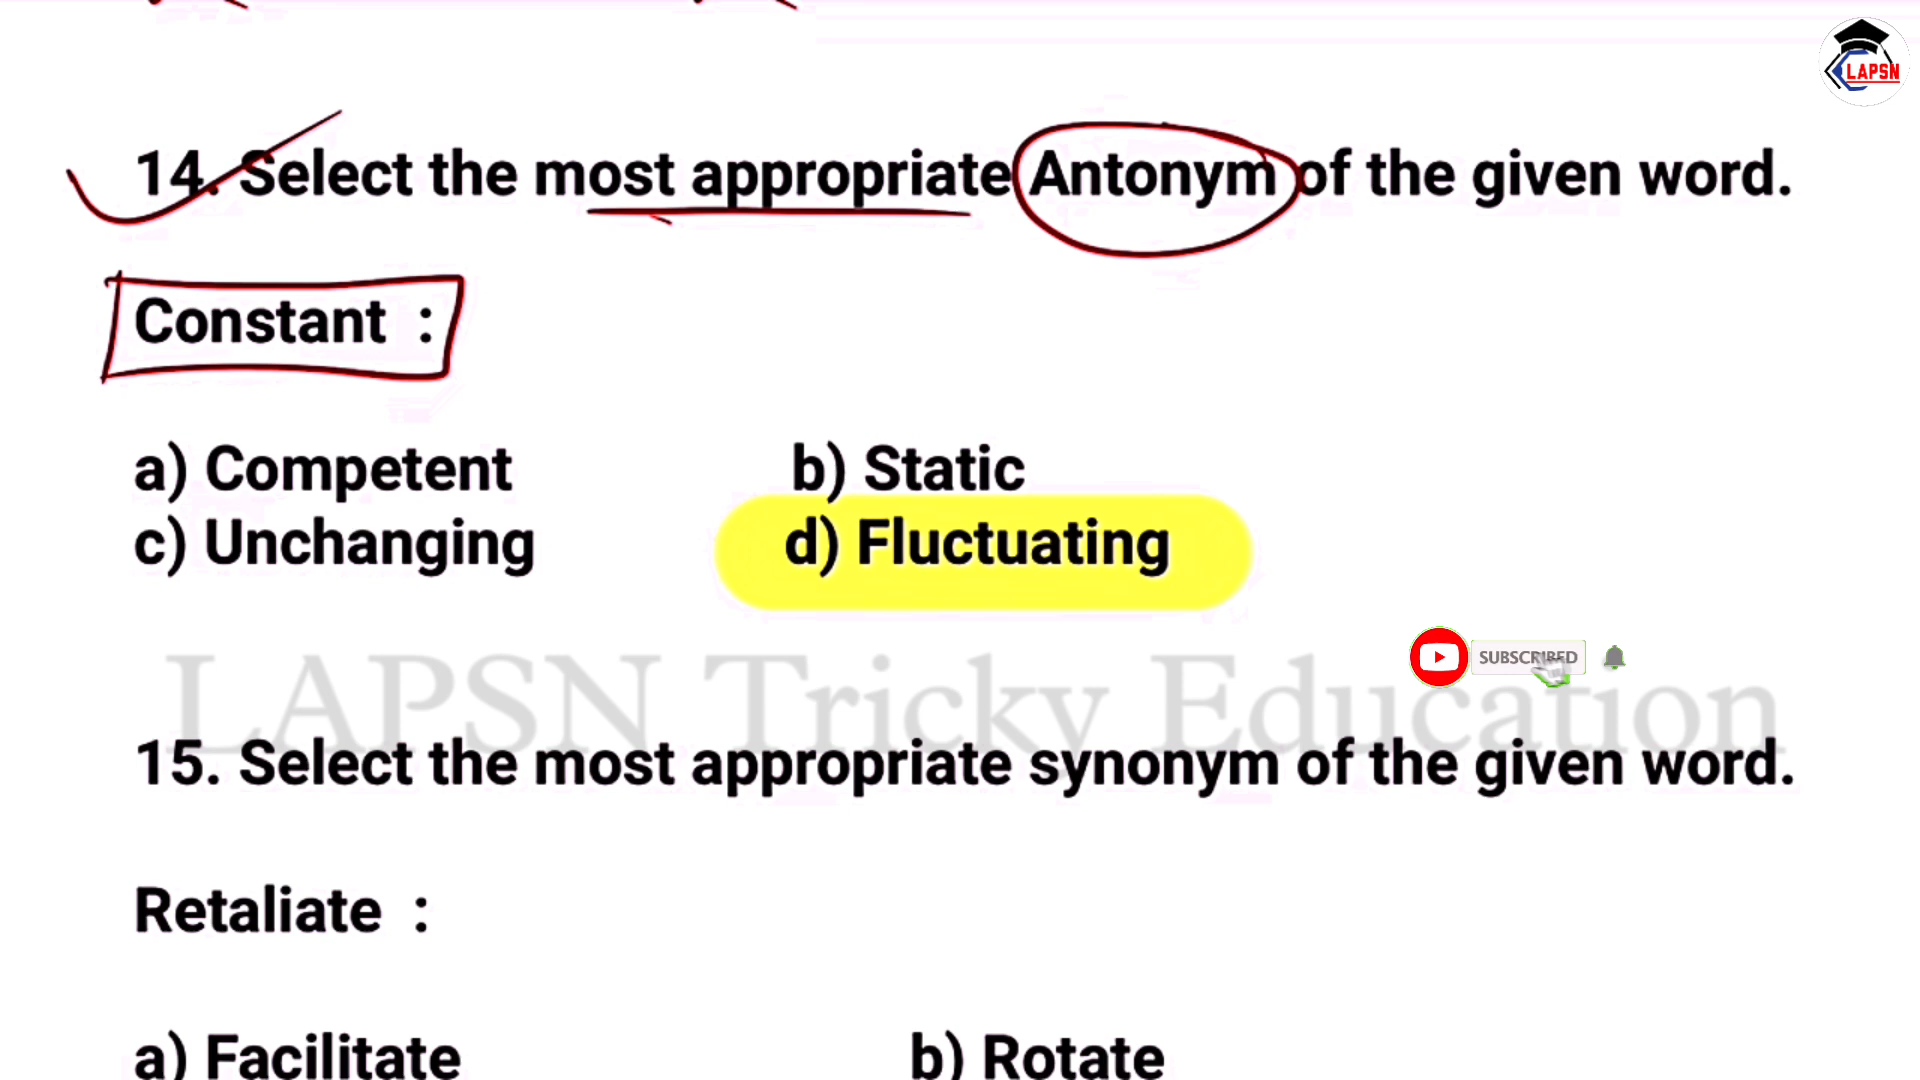 LAPSN
14. Select the most appropriate Antonym of the given word.
Constant :
a) Competent b) Static
c) Unchanging d) Fluctuating
SUBSCRIBED
LAPSN Tricky Education
15. Select the most appropriate synonym of the given word.
Retaliate :
a) Facilitate b) Rotate